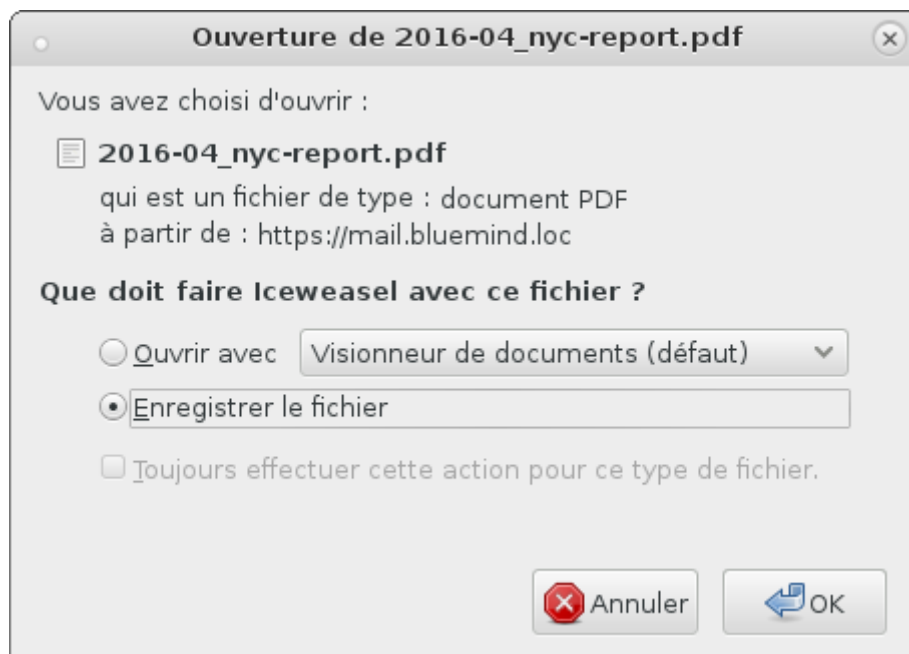 Ouverture de 2016-04_nyc-report.pdf
Vous avez choisi d'ouvrir :
2016-04_nyc-report.pdf
qui est un fichier de type : document PDF
à partir de : https://mail.bluemind.loc
Que doit faire Iceweasel avec ce fichier ?
Ouvrir avec Visionneur de documents (défaut)
Enregistrer le fichier
Toujours effectuer cette action pour ce type de fichier.
Annuler OK